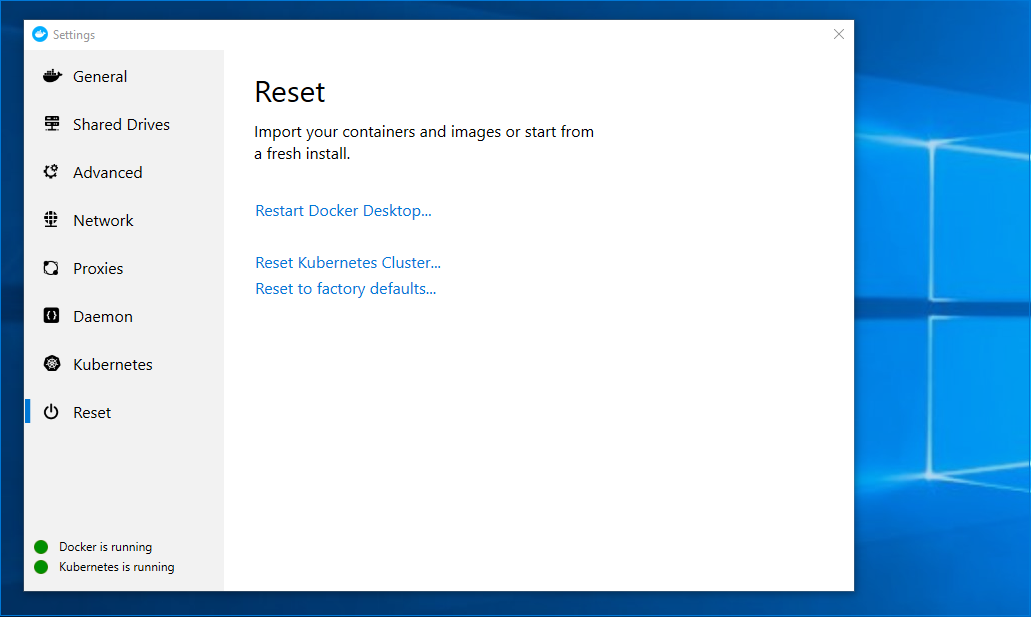 Settings
General
Shared Drives
Advanced
Network
Proxies
Daemon
Kubernetes
Reset
Docker is running
Kubernetes is running
Reset
Import your containers and images or start from
a fresh install.
Restart Docker Desktop...
Reset Kubernetes Cluster...
Reset to factory defaults...